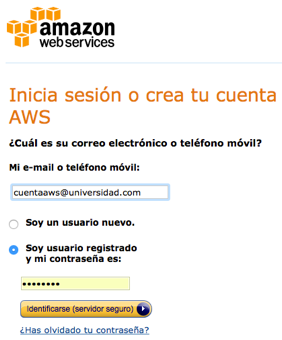 amazon
webservices
Inicia sesión o crea tu cuenta
AWS
¿Cuál es su correo electrónico o teléfono móvil?
Mi e-mail o teléfono móvil:
cuentaaws@universidad.com
Soy un usuario nuevo.
Soy usuario registrado
y mi contraseña es:
••••••••
Identificarse (servidor seguro)
¿Has olvidado tu contraseña?